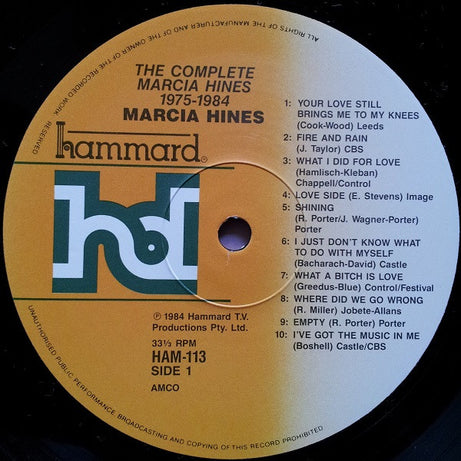 ALL RIGHTS OF THE MANUFACTURER AND OF THE OWNER OF THE RECORDED WORK RESERVED
THE COMPLETE
MARCIA HINES
1975-1984
MARCIA HINES
hammard
hd
℗ 1984 Hammard T.V.
Productions Pty. Ltd.
33⅓ RPM
HAM-113
SIDE 1
AMCO
1: YOUR LOVE STILL
BRINGS ME TO MY KNEES
(Cook-Wood) Leeds
2: FIRE AND RAIN
(J. Taylor) CBS
3: WHAT I DID FOR LOVE
(Hamlisch-Kleban)
Chappell/Control
4: LOVE SIDE (E. Stevens) Image
5: SHINING
(R. Porter/J. Wagner-Porter)
Porter
6: I JUST DON'T KNOW WHAT
TO DO WITH MYSELF
(Bacharach-David) Castle
7: WHAT A BITCH IS LOVE
(Greedus-Blue) Control/Festival
8: WHERE DID WE GO WRONG
(R. Miller) Jobete-Allans
9: EMPTY (R. Porter) Porter
10: I'VE GOT THE MUSIC IN ME
(Boshell) Castle/CBS
UNAUTHORISED PUBLIC PERFORMANCE, BROADCASTING AND COPYING OF THIS RECORD PROHIBITED